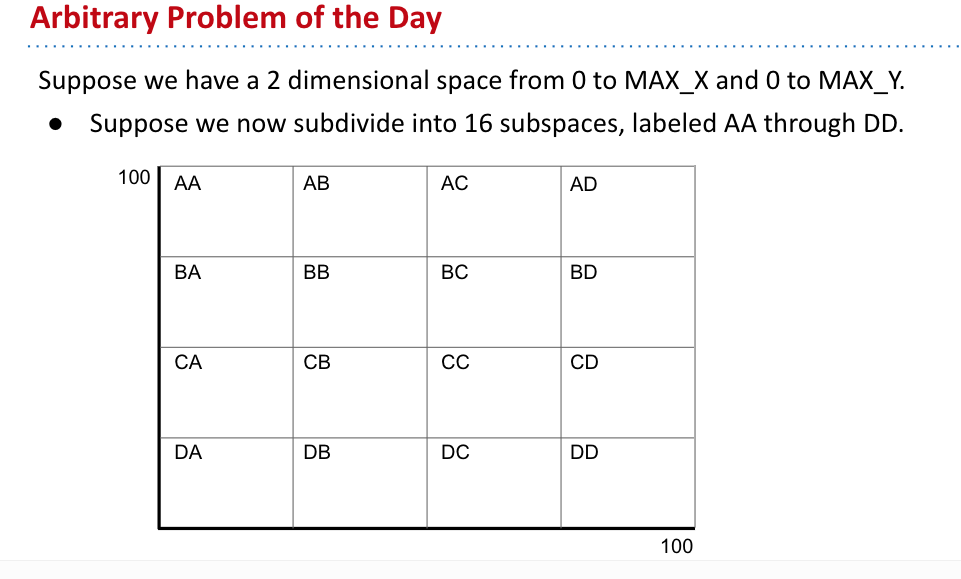 Arbitrary Problem of the Day
Suppose we have a 2 dimensional space from 0 to MAX_X and 0 to MAX_Y.
● Suppose we now subdivide into 16 subspaces, labeled AA through DD.
100 AA AB AC AD
BA BB BC BD
CA CB CC CD
DA DB DC DD
100